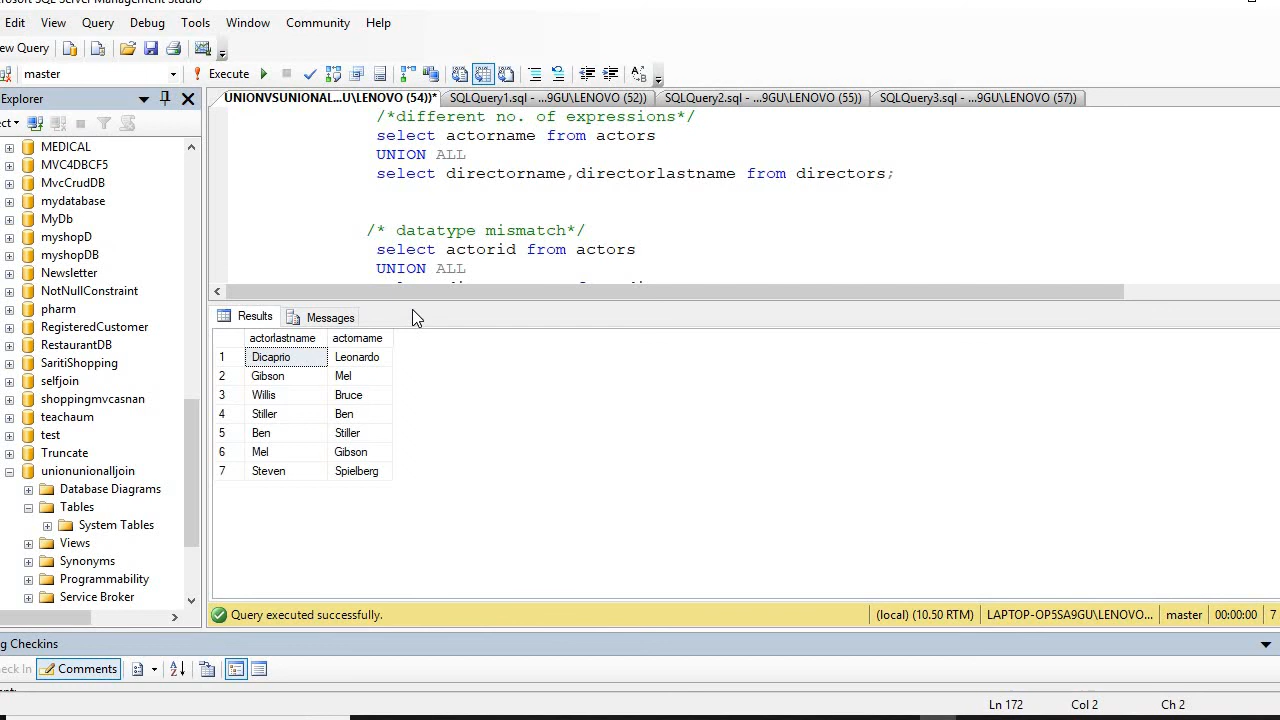 Edit View Query Debug Tools Window Community Help
ew Query
master Execute
Explorer
UNIONVSUNIONAL...U\LENOVO (54))* SQLQuery1.sql - ...9GU\LENOVO (52)) SQLQuery2.sql - ...9GU\LENOVO (55)) SQLQuery3.sql - ...9GU\LENOVO (57))
ct
MEDICAL
MVC4DBCF5
MvcCrudDB
mydatabase
MyDb
myshopD
myshopDB
Newsletter
NotNullConstraint
pharm
RegisteredCustomer
RestaurantDB
SaritiShopping
selfjoin
shoppingmvcasnan
teachaum
test
Truncate
unionunionalljoin
Database Diagrams
Tables
System Tables
Views
Synonyms
Programmability
Service Broker
/*different no. of expressions*/
select actorname from actors
UNION ALL
select directorname,directorlastname from directors;
/* datatype mismatch*/
select actorid from actors
UNION ALL
Results Messages
actorlastname actorname
1 Dicaprio Leonardo
2 Gibson Mel
3 Willis Bruce
4 Stiller Ben
5 Ben Stiller
6 Mel Gibson
7 Steven Spielberg
Query executed successfully. (local) (10.50 RTM) LAPTOP-OP5SA9GU\LENOVO... master 00:00:00 7
g Checkins
heck In Comments
Ln 172 Col 2 Ch 2